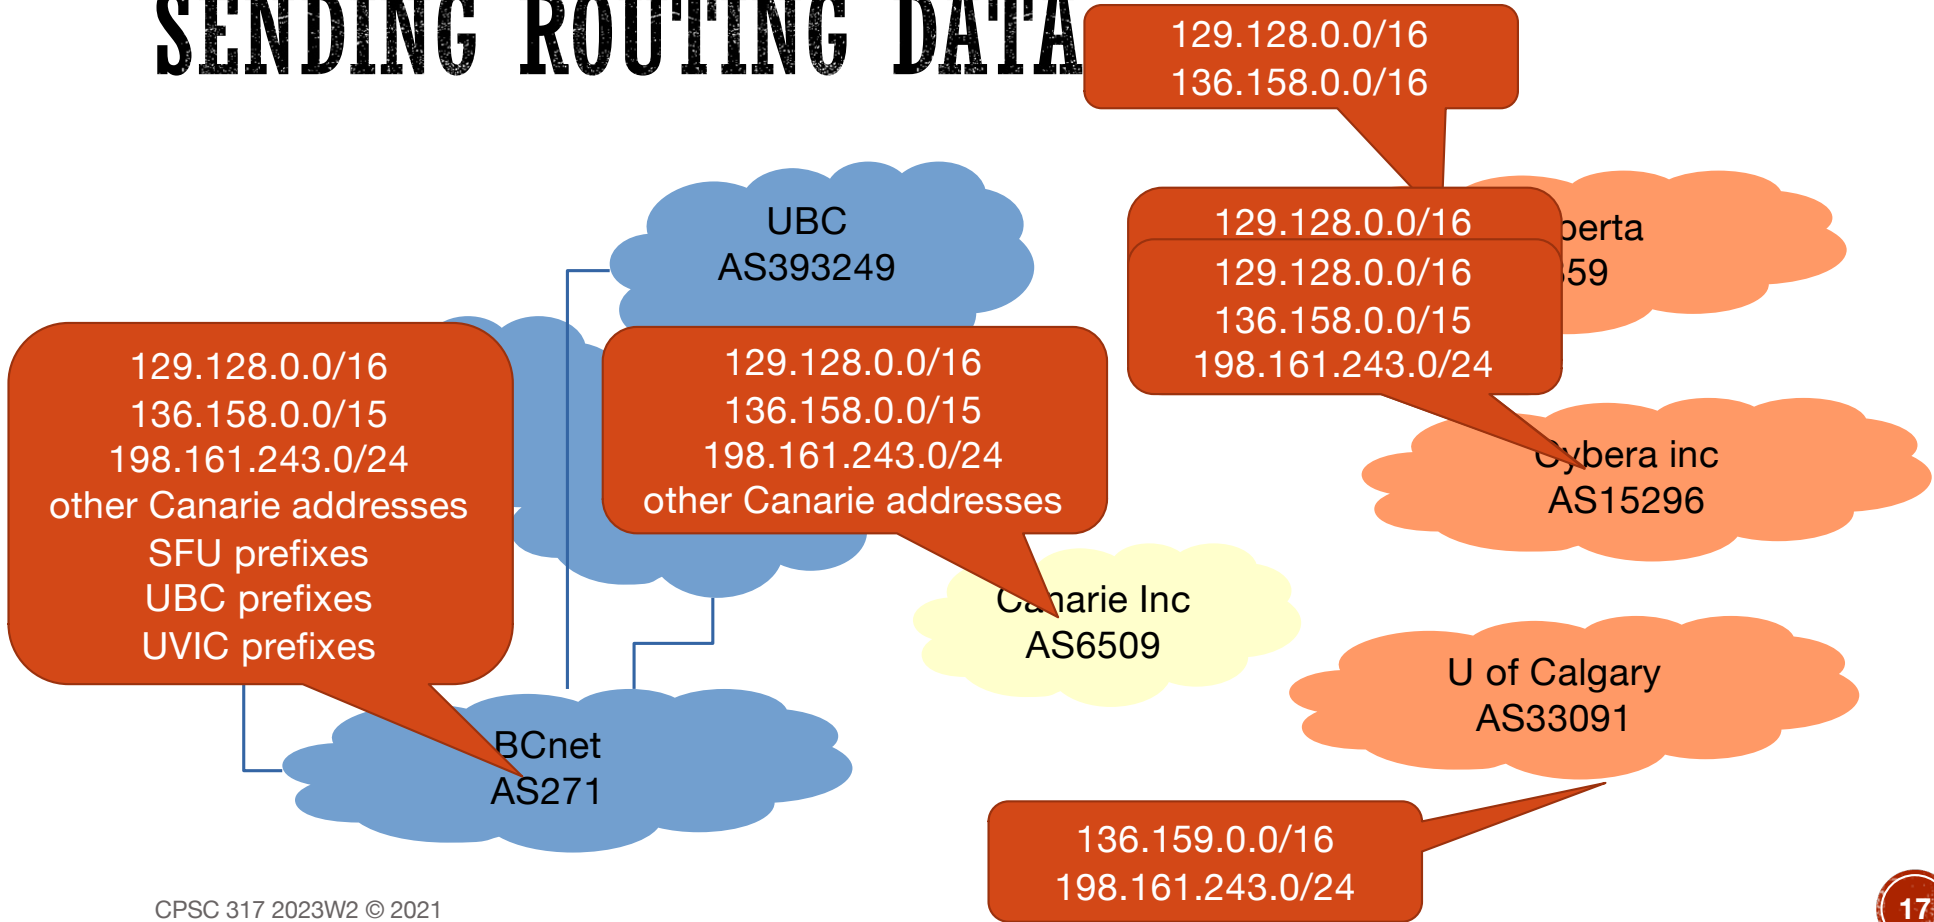 SENDING ROUTING DATA
129.128.0.0/16
136.158.0.0/16
UBC
AS393249
129.128.0.0/16
129.128.0.0/16
136.158.0.0/15
198.161.243.0/24
129.128.0.0/16
136.158.0.0/15
198.161.243.0/24
other Canarie addresses
SFU prefixes
UBC prefixes
UVIC prefixes
129.128.0.0/16
136.158.0.0/15
198.161.243.0/24
other Canarie addresses
Cybera inc
AS15296
Canarie Inc
AS6509
U of Calgary
AS33091
BCnet
AS271
136.159.0.0/16
198.161.243.0/24
CPSC 317 2023W2 © 2021
17